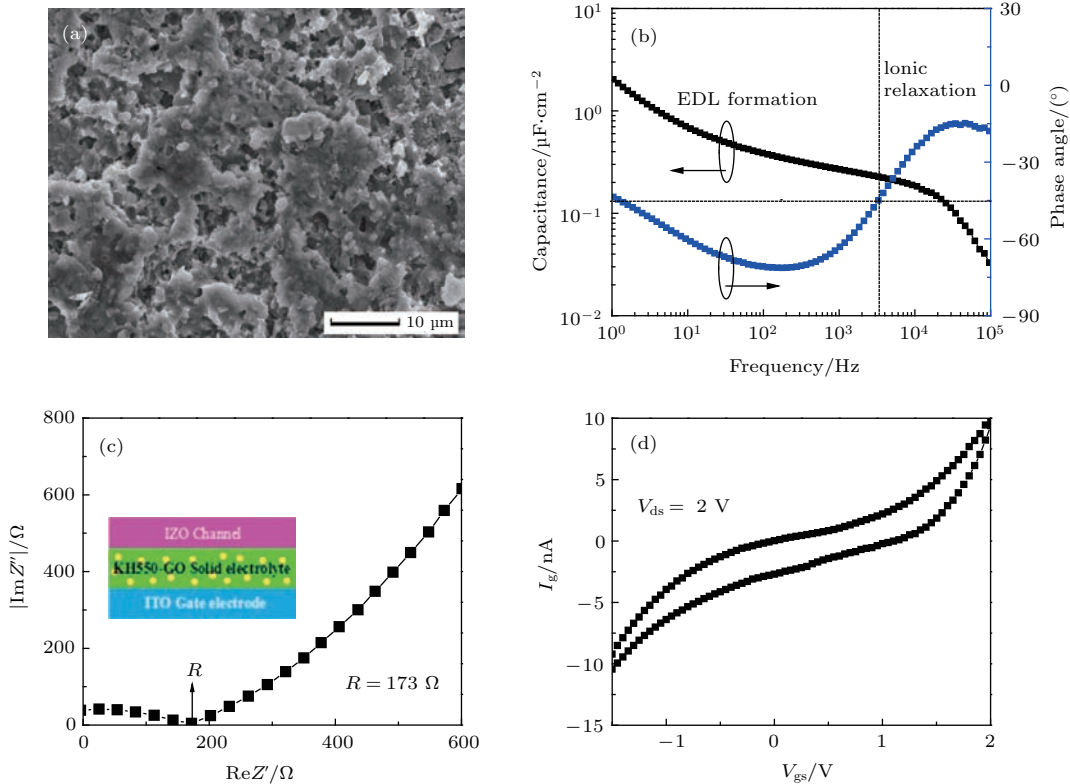 (a)
10 µm
(b)
Capacitance/µF·cm⁻²
10¹
10⁰
10⁻¹
10⁻²
EDL formation
Ionic
relaxation
30
0
−30
−60
−90
Phase angle/(°)
10⁰ 10¹ 10² 10³ 10⁴ 10⁵
Frequency/Hz
(c)
|ImZ″|/Ω
800
600
400
200
0
IZO Channel
KH550-GO Solid electrolyte
ITO Gate electrode
R
R = 173 Ω
0 200 400 600
ReZ′/Ω
(d)
I_g/nA
10
5
0
−5
−10
−15
V_ds = 2 V
−1 0 1 2
V_gs/V